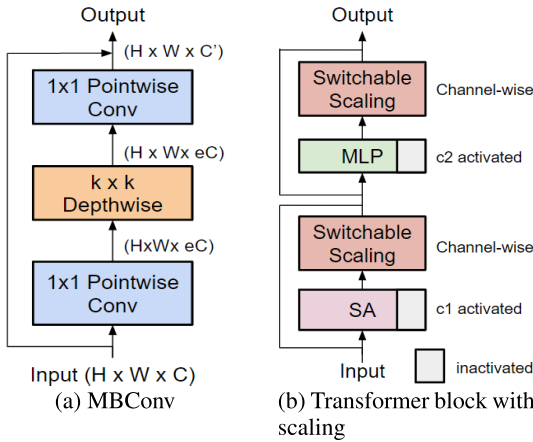 Output
(H x W x C')
1x1 Pointwise
Conv
(H x Wx eC)
k x k
Depthwise
(HxWx eC)
1x1 Pointwise
Conv
Input (H x W x C)
(a) MBConv
Output
Switchable
Scaling
Channel-wise
MLP
c2 activated
Switchable
Scaling
Channel-wise
SA
c1 activated
Input
inactivated
(b) Transformer block with
scaling